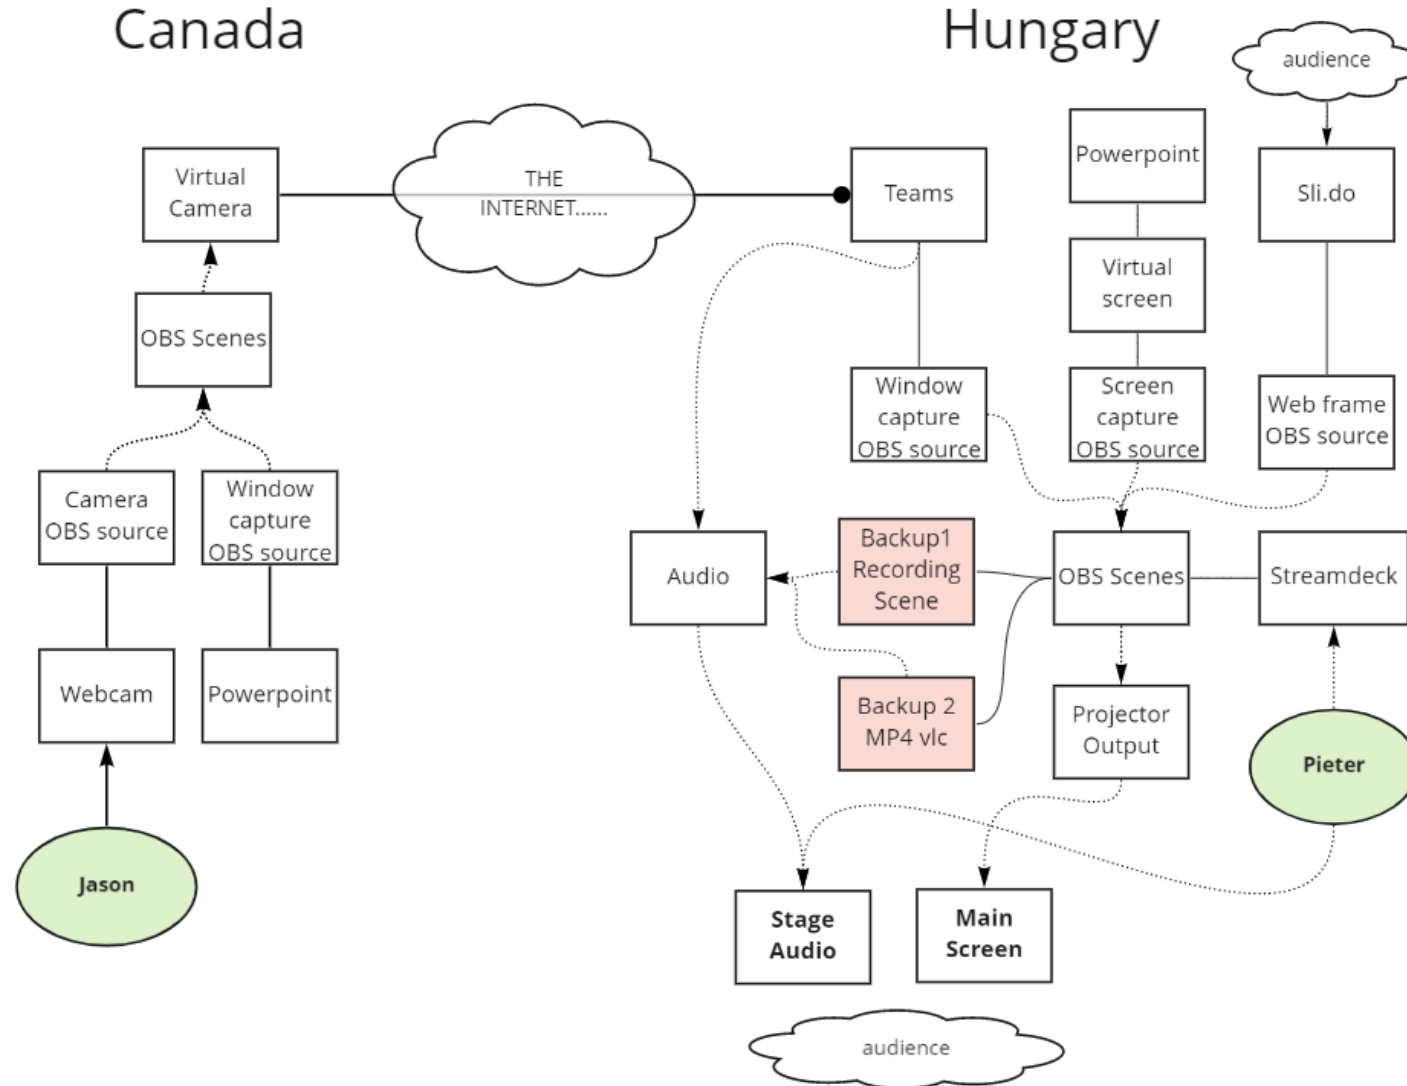 Canada
Hungary
audience
Virtual
Camera
THE
INTERNET......
Teams
Powerpoint
Sli.do
Virtual
screen
OBS Scenes
Window
capture
OBS source
Screen
capture
OBS source
Web frame
OBS source
Camera
OBS source
Window
capture
OBS source
Audio
Backup1
Recording
Scene
OBS Scenes
Streamdeck
Webcam
Powerpoint
Backup 2
MP4 vlc
Projector
Output
Pieter
Jason
Stage
Audio
Main
Screen
audience